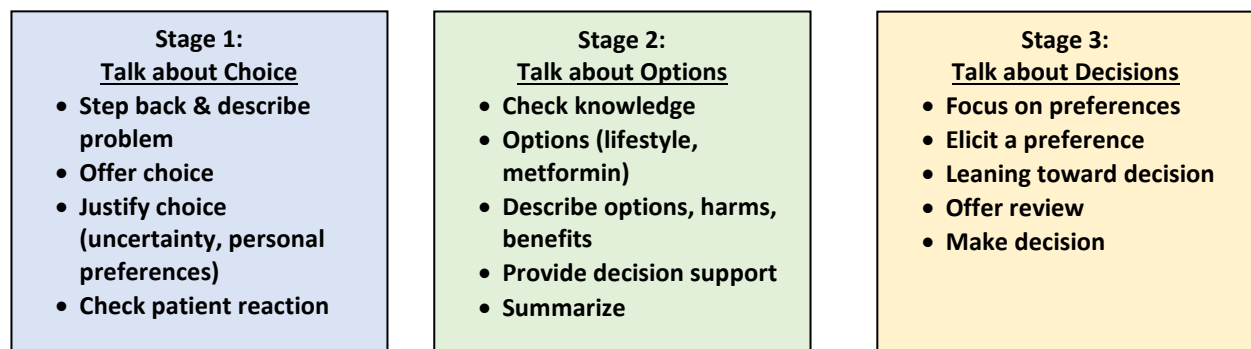 Stage 1:
Talk about Choice
• Step back & describe
problem
• Offer choice
• Justify choice
(uncertainty, personal
preferences)
• Check patient reaction
Stage 2:
Talk about Options
• Check knowledge
• Options (lifestyle,
metformin)
• Describe options, harms,
benefits
• Provide decision support
• Summarize
Stage 3:
Talk about Decisions
• Focus on preferences
• Elicit a preference
• Leaning toward decision
• Offer review
• Make decision